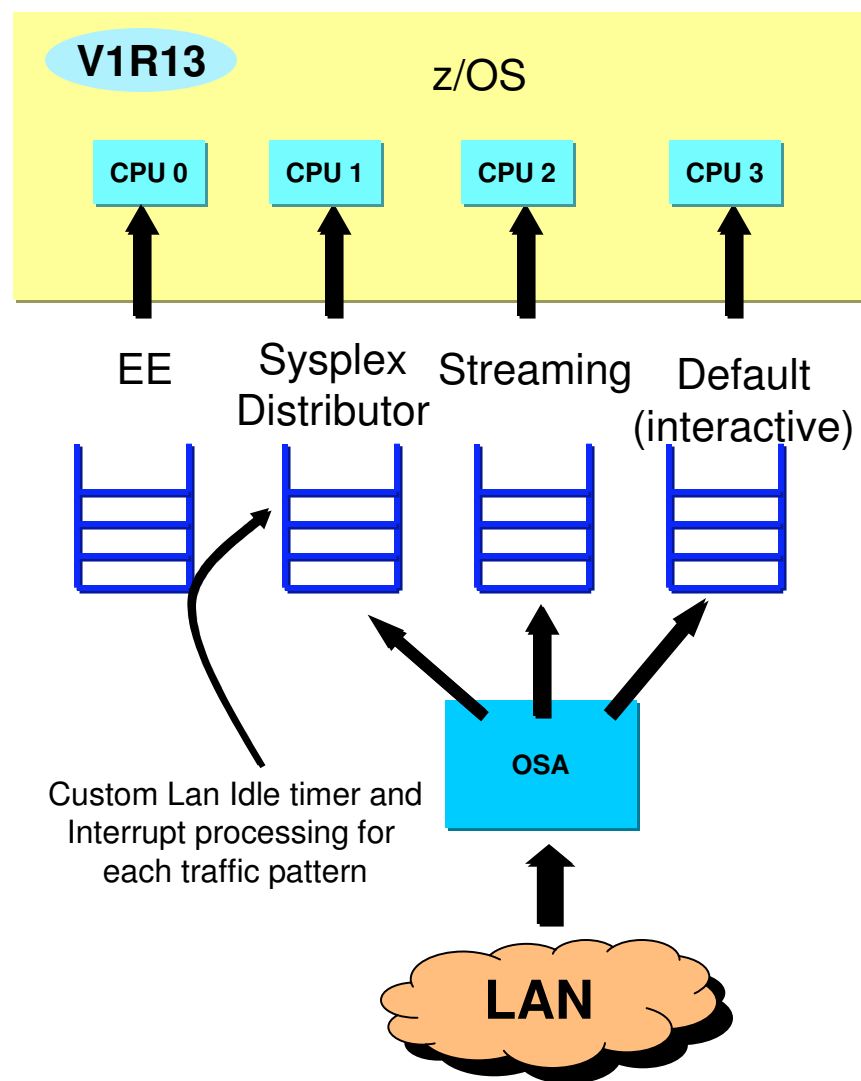 V1R13
z/OS
CPU 0
CPU 1
CPU 2
CPU 3
EE
Sysplex
Distributor
Streaming
Default
(interactive)
OSA
Custom Lan Idle timer and
Interrupt processing for
each traffic pattern
LAN